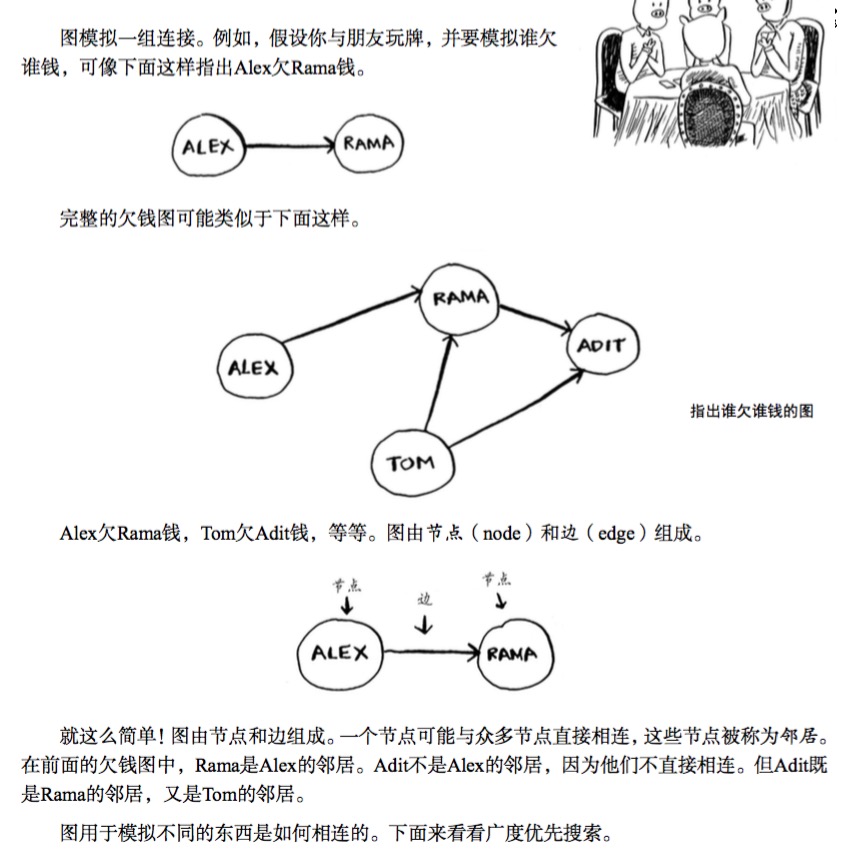 图模拟一组连接。例如，假设你与朋友玩牌，并要模拟谁欠
谁钱，可像下面这样指出Alex欠Rama钱。
ALEX
RAMA
完整的欠钱图可能类似于下面这样。
RAMA
ADIT
ALEX
指出谁欠谁钱的图
TOM
Alex欠Rama钱，Tom欠Adit钱，等等。图由节点（node）和边（edge）组成。
节点
边
节点
ALEX
RAMA
就这么简单！图由节点和边组成。一个节点可能与众多节点直接相连，这些节点被称为邻居。
在前面的欠钱图中，Rama是Alex的邻居。Adit不是Alex的邻居，因为他们不直接相连。但Adit既
是Rama的邻居，又是Tom的邻居。
图用于模拟不同的东西是如何相连的。下面来看看广度优先搜索。